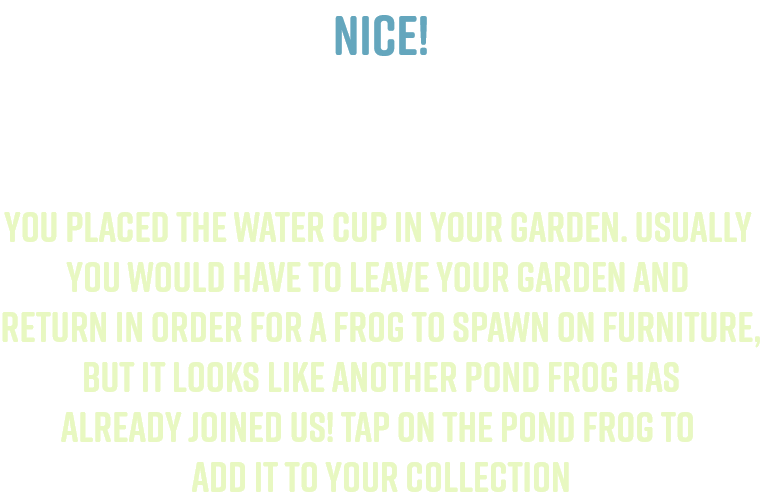 NICE!
YOU PLACED THE WATER CUP IN YOUR GARDEN. USUALLY
YOU WOULD HAVE TO LEAVE YOUR GARDEN AND
RETURN IN ORDER FOR A FROG TO SPAWN ON FURNITURE,
BUT IT LOOKS LIKE ANOTHER POND FROG HAS
ALREADY JOINED US! TAP ON THE POND FROG TO
ADD IT TO YOUR COLLECTION